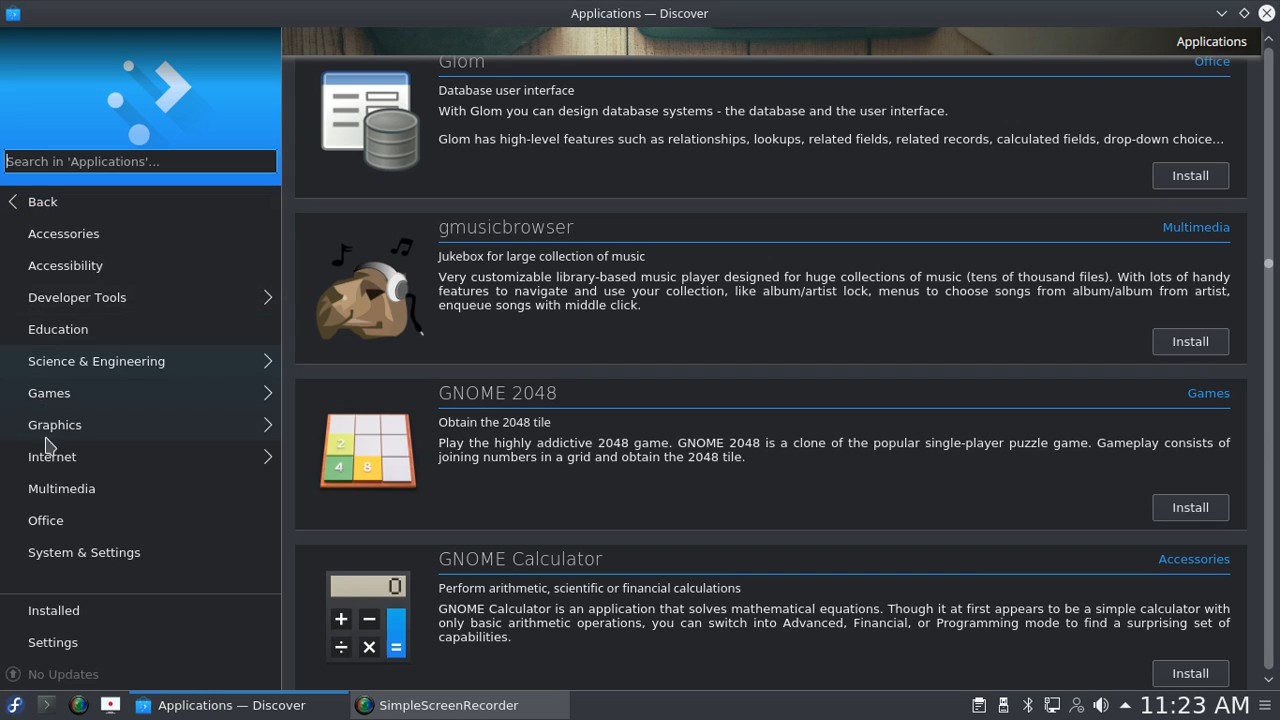 Applications — Discover
Applications
Search in 'Applications'...
Back
Accessories
Accessibility
Developer Tools
Education
Science & Engineering
Games
Graphics
Internet
Multimedia
Office
System & Settings
Installed
Settings
No Updates
Glom
Office
Database user interface
With Glom you can design database systems - the database and the user interface.
Glom has high-level features such as relationships, lookups, related fields, related records, calculated fields, drop-down choice...
Install
gmusicbrowser
Multimedia
Jukebox for large collection of music
Very customizable library-based music player designed for huge collections of music (tens of thousand files). With lots of handy
features to navigate and use your collection, like album/artist lock, menus to choose songs from album/album from artist,
enqueue songs with middle click.
Install
GNOME 2048
Games
Obtain the 2048 tile
Play the highly addictive 2048 game. GNOME 2048 is a clone of the popular single-player puzzle game. Gameplay consists of
joining numbers in a grid and obtain the 2048 tile.
2
4 8
Install
GNOME Calculator
Accessories
Perform arithmetic, scientific or financial calculations
GNOME Calculator is an application that solves mathematical equations. Though it at first appears to be a simple calculator with
only basic arithmetic operations, you can switch into Advanced, Financial, or Programming mode to find a surprising set of
capabilities.
0
+ −
÷ × =
Install
Applications — Discover
SimpleScreenRecorder
11:23 AM